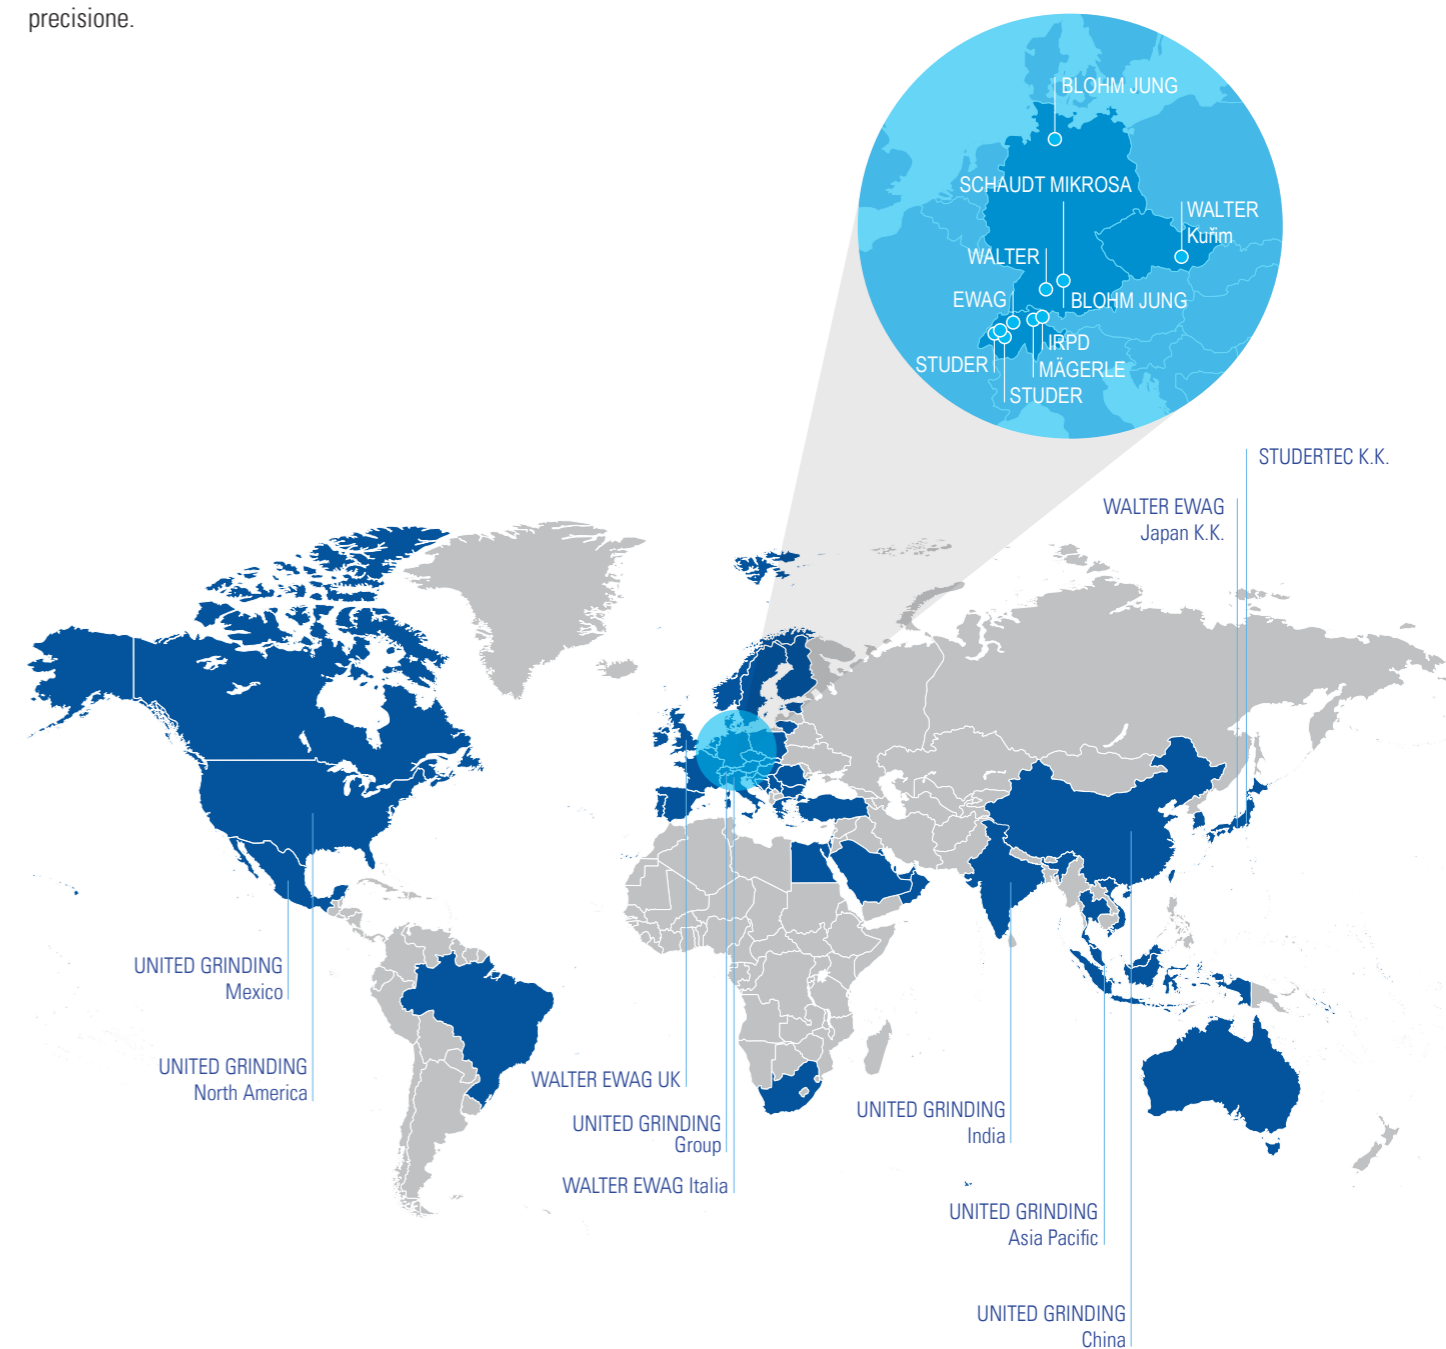 precisione.
BLOHM JUNG
SCHAUDT MIKROSA
WALTER
Kuřim
WALTER
EWAG
BLOHM JUNG
IRPD
STUDER
MÄGERLE
STUDER
STUDERTEC K.K.
WALTER EWAG
Japan K.K.
UNITED GRINDING
Mexico
UNITED GRINDING
North America
WALTER EWAG UK
UNITED GRINDING
Group
WALTER EWAG Italia
UNITED GRINDING
India
UNITED GRINDING
Asia Pacific
UNITED GRINDING
China